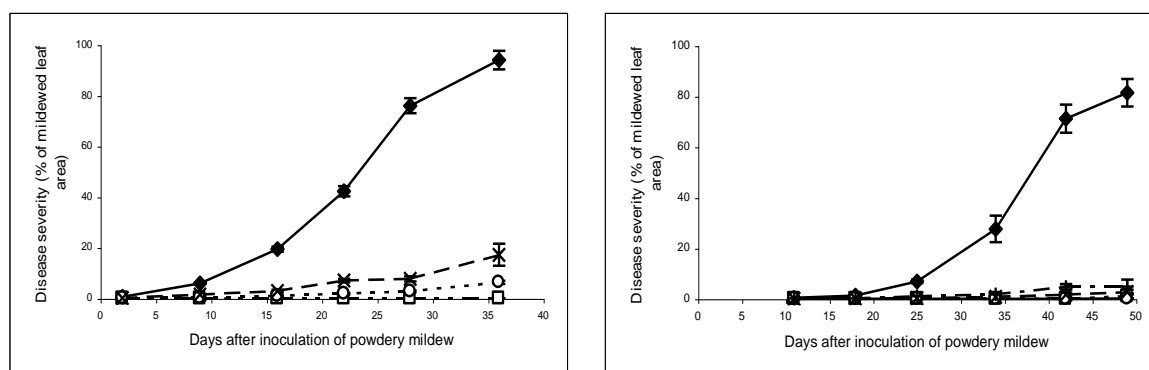 Disease severity (% of mildewed leaf
area)
100
80
60
40
20
0
0 5 10 15 20 25 30 35 40
Days after inoculation of powdery mildew
Disease severity (% of mildewed leaf
area)
100
80
60
40
20
0
0 5 10 15 20 25 30 35 40 45 50
Days after inoculation of powdery mildew